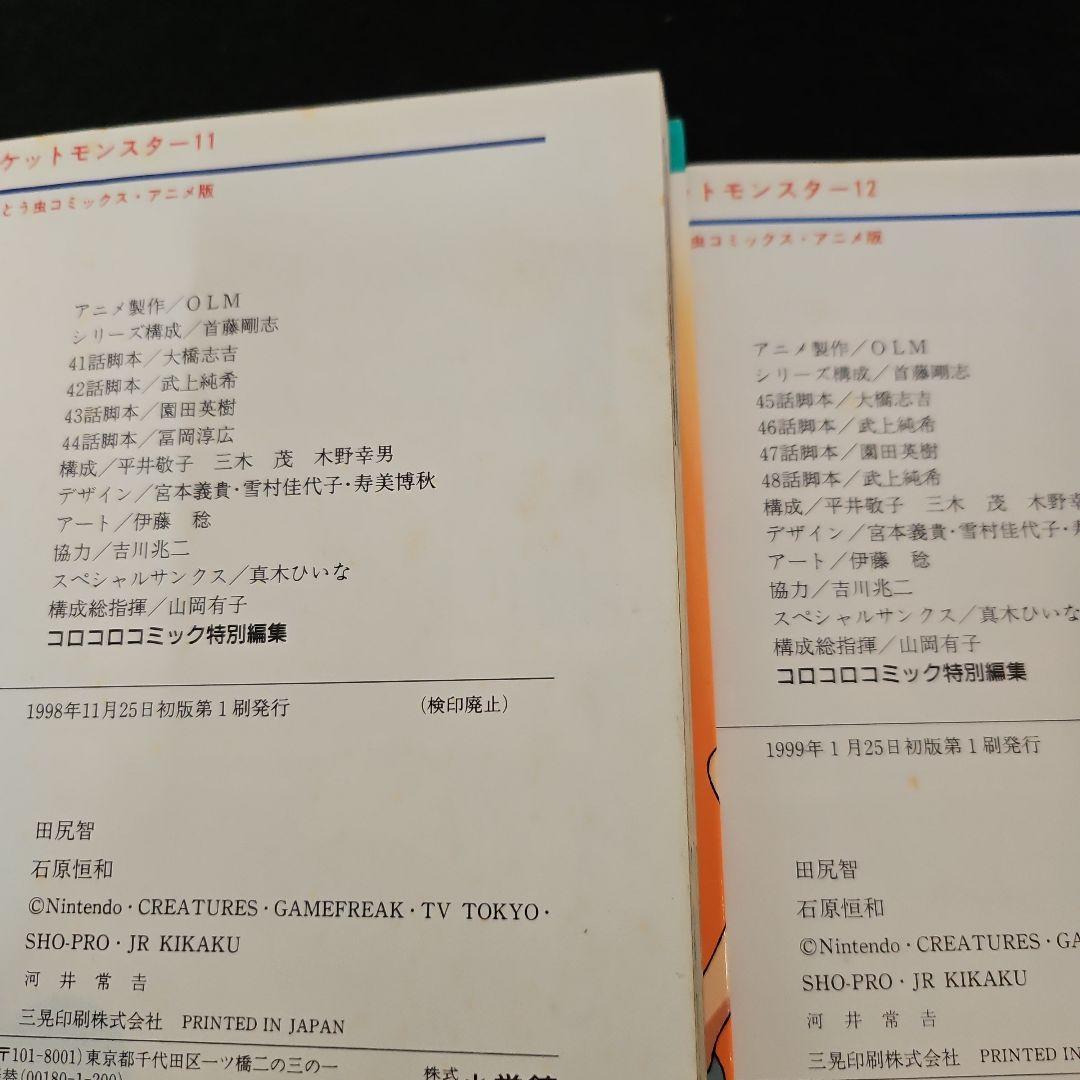 ケットモンスター11
とう虫コミックス・アニメ版
アニメ製作／OLM
シリーズ構成／首藤剛志
41話脚本／大橋志吉
42話脚本／武上純希
43話脚本／園田英樹
44話脚本／冨岡淳広
構成／平井敬子　三木　茂　木野幸男
デザイン／宮本義貴・雪村佳代子・寿美博秋
アート／伊藤　稔
協力／吉川兆二
スペシャルサンクス／真木ひいな
構成総指揮／山岡有子
コロコロコミック特別編集
1998年11月25日初版第1刷発行　（検印廃止）
田尻智
石原恒和
©Nintendo・CREATURES・GAMEFREAK・TV TOKYO・
SHO-PRO・JR KIKAKU
河井常吉
三晃印刷株式会社　PRINTED IN JAPAN
〒101-8001）東京都千代田区一ツ橋二の三の一
替(00180-1-200)
株式
トモンスター12
虫コミックス・アニメ版
アニメ製作／OLM
シリーズ構成／首藤剛志
45話脚本／大橋志吉
46話脚本／武上純希
47話脚本／園田英樹
48話脚本／武上純希
構成／平井敬子　三木　茂　木野幸
デザイン／宮本義貴・雪村佳代子・
アート／伊藤　稔
協力／吉川兆二
スペシャルサンクス／真木ひいな
構成総指揮／山岡有子
コロコロコミック特別編集
1999年1月25日初版第1刷発行
田尻智
石原恒和
©Nintendo・CREATURES・GA
SHO-PRO・JR KIKAKU
河井常吉
三晃印刷株式会社　PRINTED IN